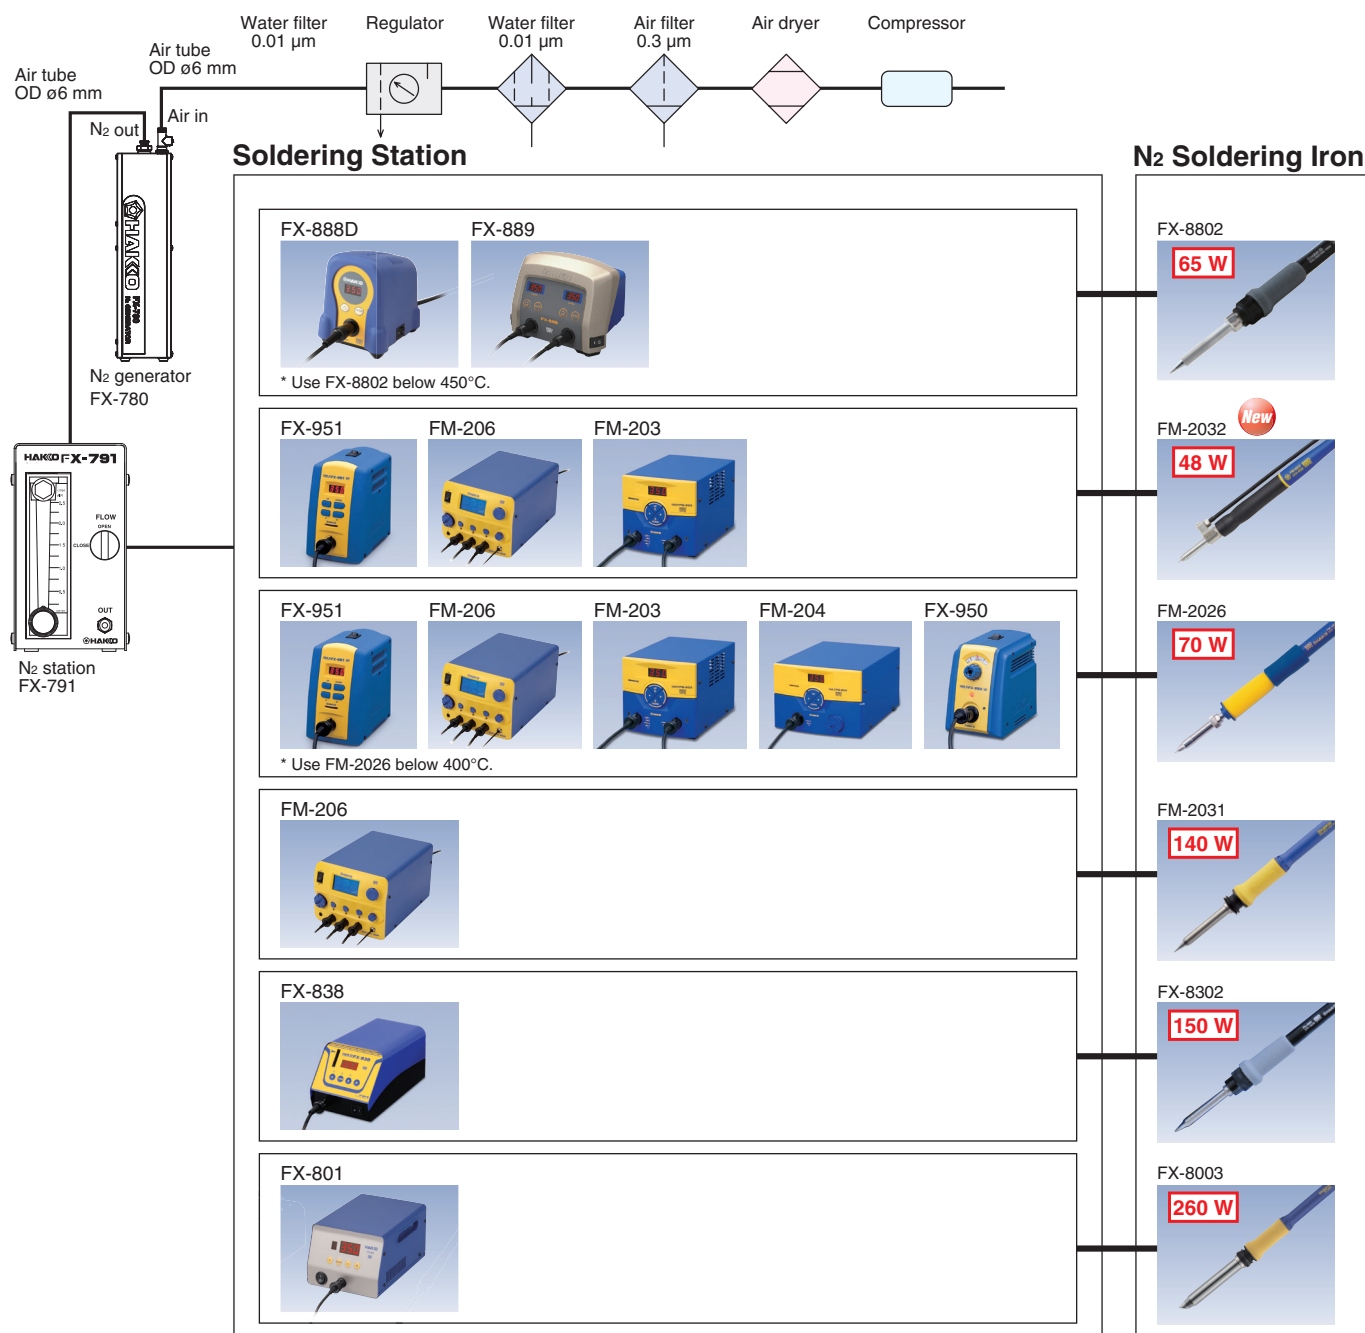 Water filter
0.01 µm
Regulator
Water filter
0.01 µm
Air filter
0.3 µm
Air dryer
Compressor
Air tube
OD ø6 mm
Air tube
OD ø6 mm
N2 out
Air in
HAKKO FX-780
N2 GENERATOR
N2 generator
FX-780
HAKKO FX-791
FLOW
OPEN
CLOSE
OUT
HAKKO
N2 station
FX-791
Soldering Station
FX-888D
FX-889
* Use FX-8802 below 450°C.
FX-951
FM-206
FM-203
FX-951
FM-206
FM-203
FM-204
FX-950
* Use FM-2026 below 400°C.
FM-206
FX-838
FX-801
N2 Soldering Iron
FX-8802
65 W
New
FM-2032
48 W
FM-2026
70 W
FM-2031
140 W
FX-8302
150 W
FX-8003
260 W